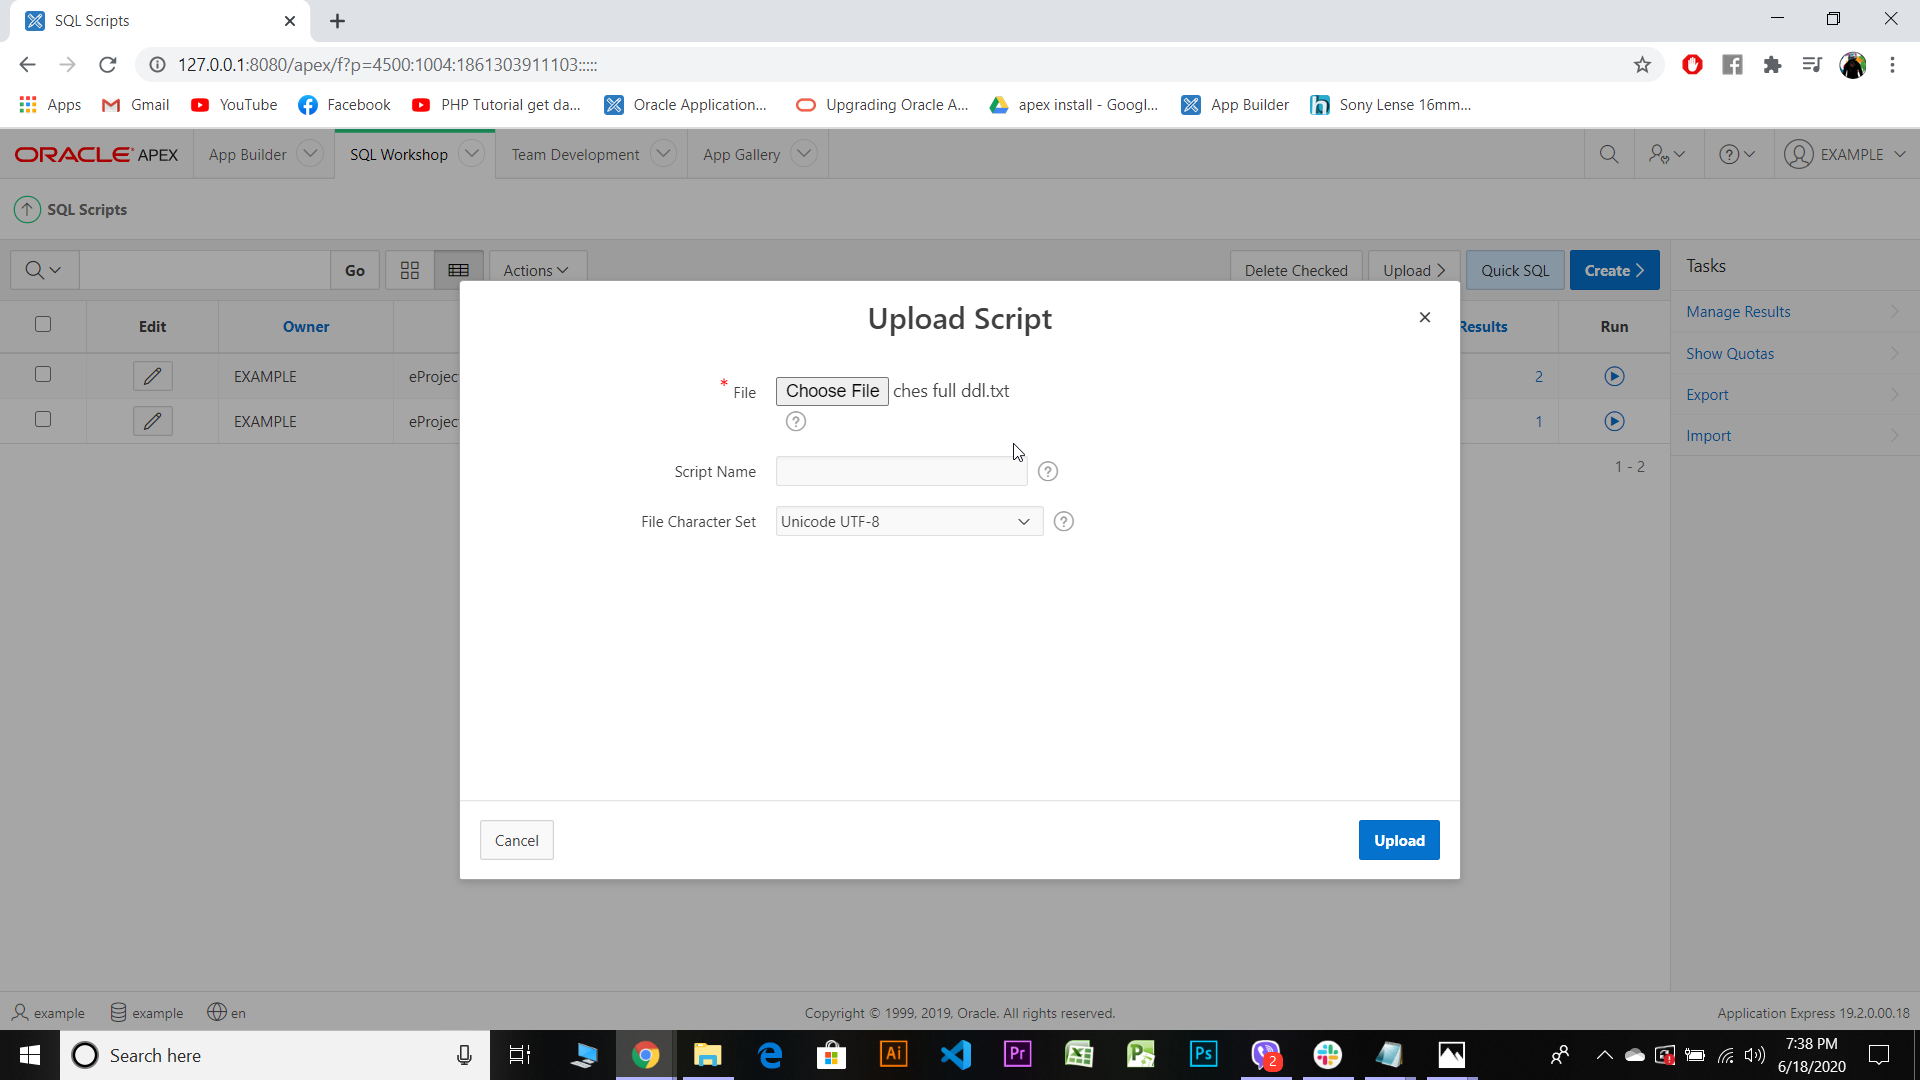 SQL Scripts
127.0.0.1:8080/apex/f?p=4500:1004:1861303911103:::::
Apps Gmail YouTube Facebook PHP Tutorial get da... Oracle Application... Upgrading Oracle A... apex install - Googl... App Builder Sony Lense 16mm...
ORACLE APEX App Builder SQL Workshop Team Development App Gallery EXAMPLE
SQL Scripts
Go Actions Delete Checked Upload Quick SQL Create Tasks
Upload Script
Edit Owner Results Run
Manage Results
Show Quotas
EXAMPLE eProjec 2
File Choose File ches full ddl.txt
Export
EXAMPLE eProjec 1
Import
1 - 2
Script Name
File Character Set Unicode UTF-8
Cancel Upload
example example en Copyright © 1999, 2019, Oracle. All rights reserved. Application Express 19.2.0.00.18
Search here
Ai Pr Ps 2
7:38 PM
6/18/2020